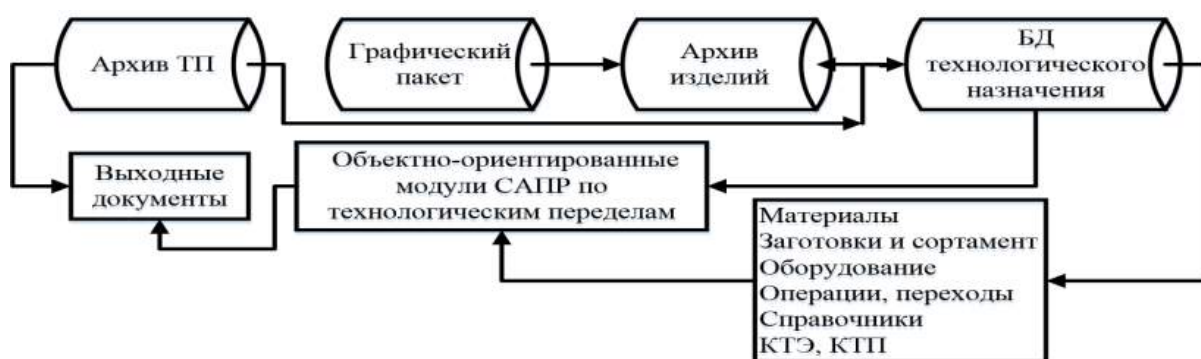 Архив ТП
Графический
пакет
Архив
изделий
БД
технологического
назначения
Выходные
документы
Объектно-ориентированные
модули САПР по
технологическим переделам
Материалы
Заготовки и сортамент
Оборудование
Операции, переходы
Справочники
КТЭ, КТП